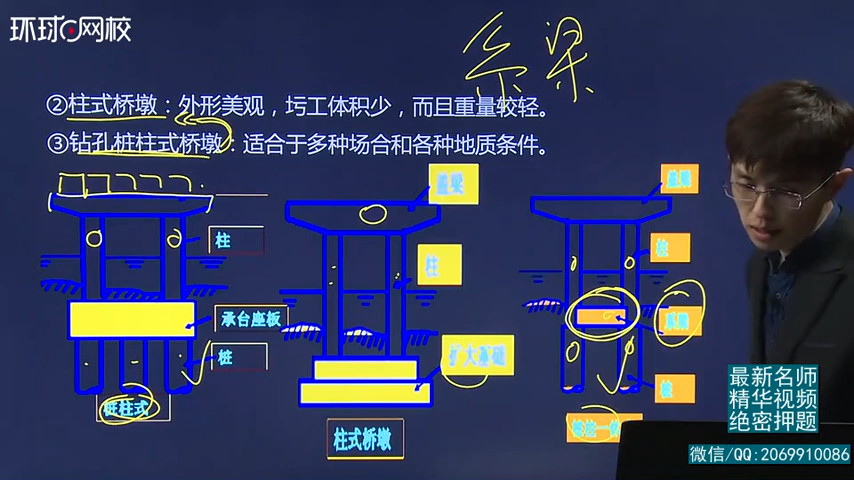 环球网校
系梁
②柱式桥墩：外形美观，圬工体积少，而且重量较轻。
③钻孔桩柱式桥墩：适合于多种场合和各种地质条件。
盖梁
盖梁
柱
柱
柱
承台座板
系梁
桩
扩大基础
桩
桩柱式
柱式桥墩
最新名师
精华视频
绝密押题
微信/QQ:2069910086